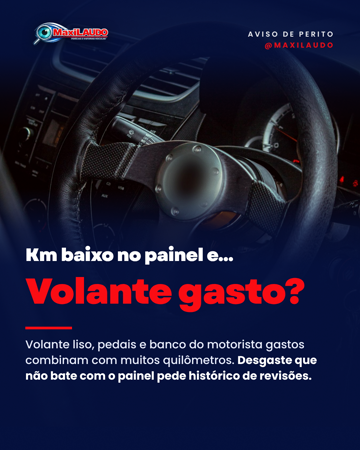 MaxiLAUDO
AVISO DE PERITO
@MAXILAUDO
Km baixo no painel e...
Volante gasto?
Volante liso, pedais e banco do motorista gastos
combinam com muitos quilômetros. Desgaste que
não bate com o painel pede histórico de revisões.